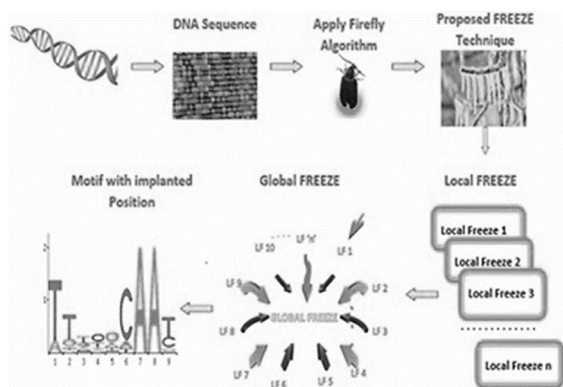 DNA Sequence
Apply Firefly
Algorithm
Proposed FREEZE
Technique
Local FREEZE
Local Freeze 1
Local Freeze 2
Local Freeze 3
Local Freeze n
Global FREEZE
LF 'n'
LF 1
LF 2
LF 3
LF 4
LF 5
LF 6
LF 7
LF 8
LF 9
LF 10
GLOBAL FREEZE
Motif with implanted
Position
1 2 3 4 5 6 7 8 9